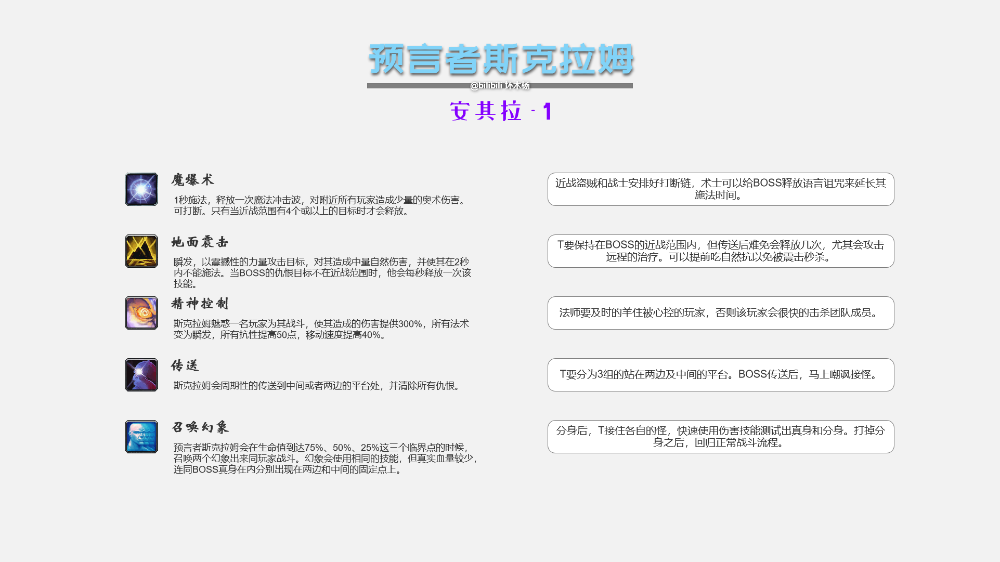 预言者斯克拉姆
@bilibili 坏木杨
安其拉 - 1
魔爆术
1秒施法，释放一次魔法冲击波，对附近所有玩家造成少量的奥术伤害。
可打断。只有当近战范围有4个或以上的目标时才会释放。
近战盗贼和战士安排好打断链，术士可以给BOSS释放语言诅咒来延长其
施法时间。
地面震击
瞬发，以震撼性的力量攻击目标，对其造成中量自然伤害，并使其在2秒
内不能施法。当BOSS的仇恨目标不在近战范围时，他会每秒释放一次该
技能。
T要保持在BOSS的近战范围内，但传送后难免会释放几次，尤其会攻击
远程的治疗。可以提前吃自然抗以免被震击秒杀。
精神控制
斯克拉姆魅惑一名玩家为其战斗，使其造成的伤害提供300%，所有法术
变为瞬发，所有抗性提高50点，移动速度提高40%。
法师要及时的羊住被心控的玩家，否则该玩家会很快的击杀团队成员。
传送
斯克拉姆会周期性的传送到中间或者两边的平台处，并清除所有仇恨。
T要分为3组的站在两边及中间的平台。BOSS传送后，马上嘲讽接怪。
召唤幻象
预言者斯克拉姆会在生命值到达75%、50%、25%这三个临界点的时候，
召唤两个幻象出来同玩家战斗。幻象会使用相同的技能，但真实血量较少，
连同BOSS真身在内分别出现在两边和中间的固定点上。
分身后，T接住各自的怪，快速使用伤害技能测试出真身和分身。打掉分
身之后，回归正常战斗流程。